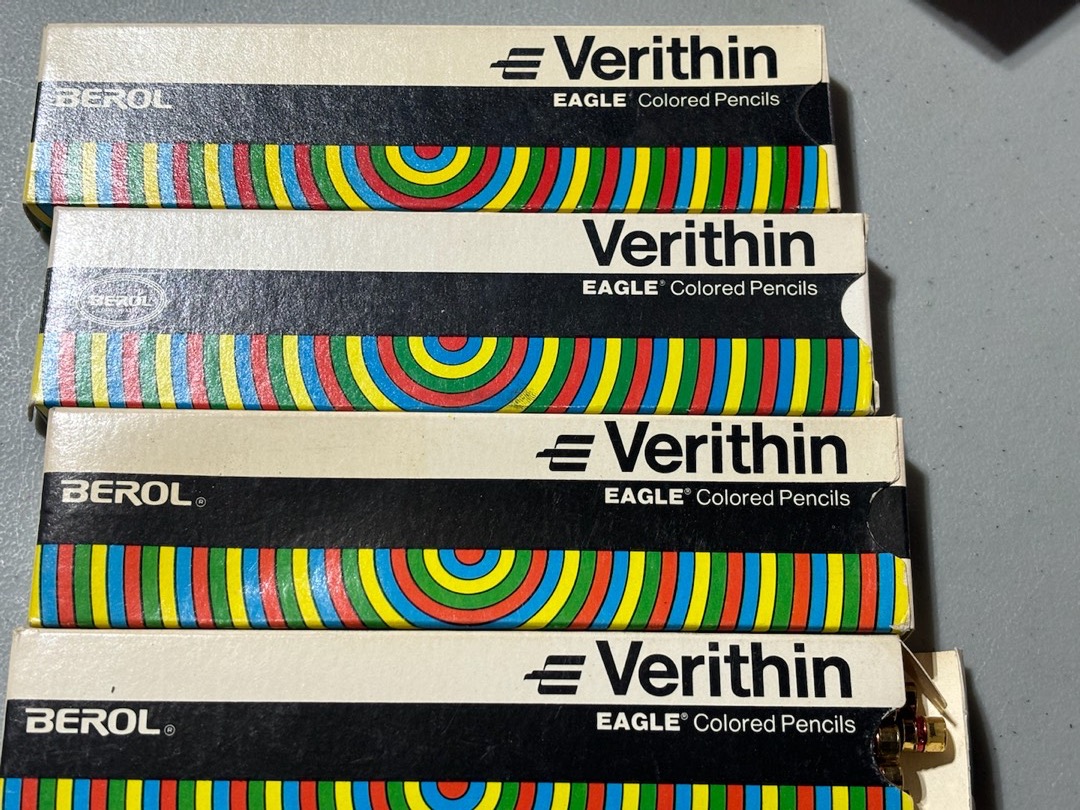 Verithin
BEROL EAGLE Colored Pencils
Verithin
BEROL EAGLE® Colored Pencils
Verithin
BEROL® EAGLE® Colored Pencils
Verithin
BEROL® EAGLE® Colored Pencils